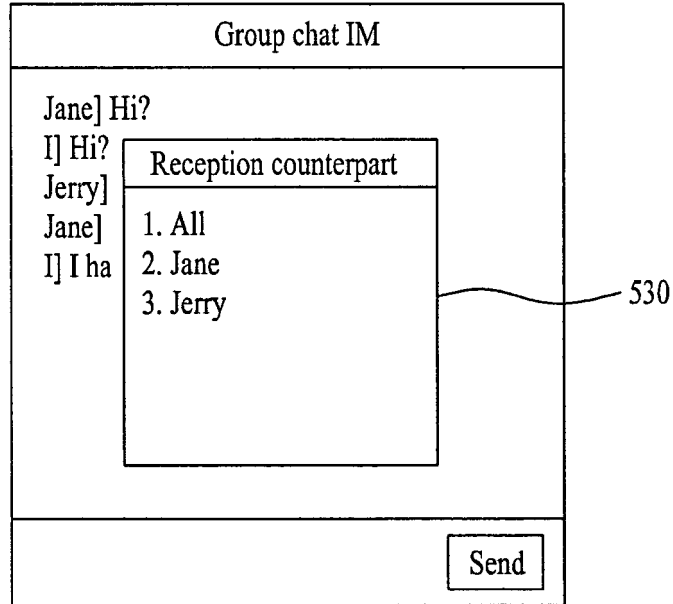 Group chat IM
Jane] Hi?
I] Hi?
Jerry]
Jane]
I] I ha
Reception counterpart
1. All
2. Jane
3. Jerry
530
Send